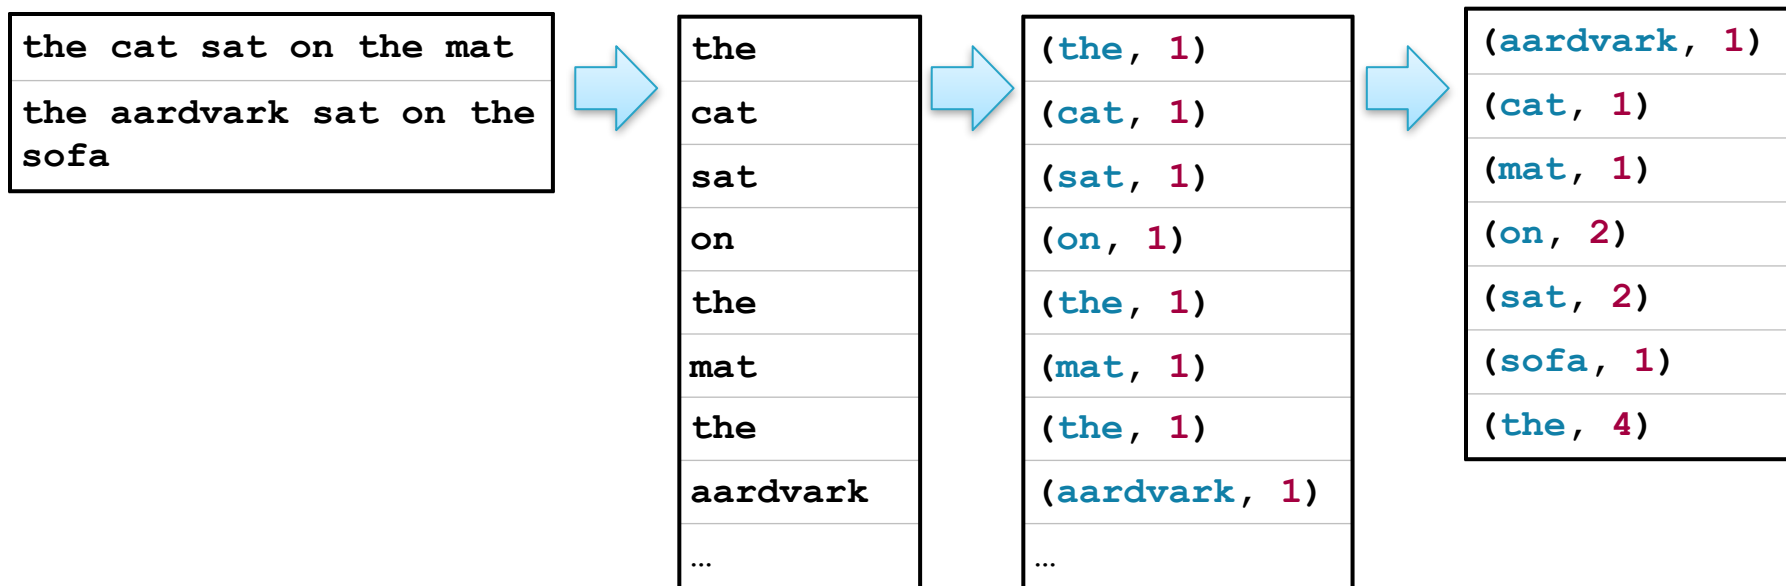 the cat sat on the mat
the aardvark sat on the
sofa
the
cat
sat
on
the
mat
the
aardvark
…
(the, 1)
(cat, 1)
(sat, 1)
(on, 1)
(the, 1)
(mat, 1)
(the, 1)
(aardvark, 1)
…
(aardvark, 1)
(cat, 1)
(mat, 1)
(on, 2)
(sat, 2)
(sofa, 1)
(the, 4)